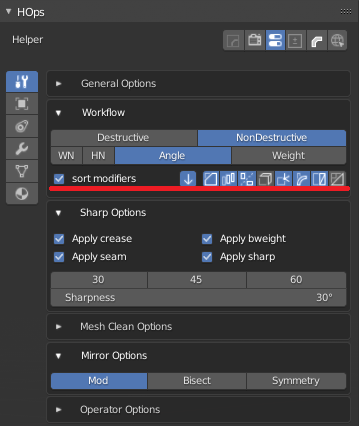 HOps
Helper
General Options
Workflow
Destructive NonDestructive
WN HN Angle Weight
sort modifiers
Sharp Options
Apply crease Apply bweight
Apply seam Apply sharp
30 45 60
Sharpness 30°
Mesh Clean Options
Mirror Options
Mod Bisect Symmetry
Operator Options